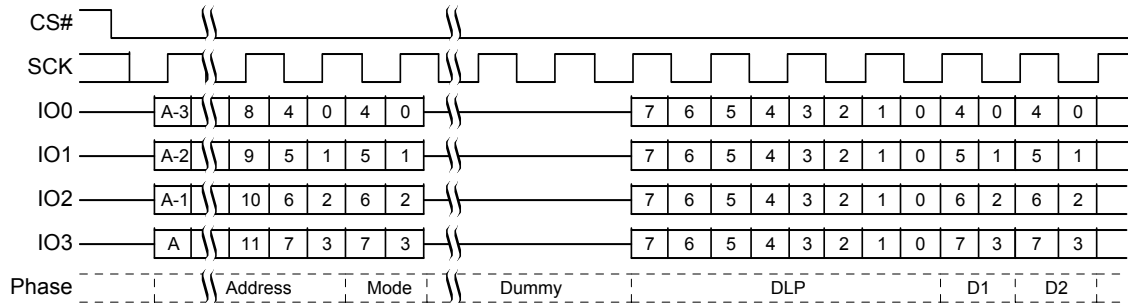 CS#
SCK
IO0 A-3 8 4 0 4 0 7 6 5 4 3 2 1 0 4 0 4 0
IO1 A-2 9 5 1 5 1 7 6 5 4 3 2 1 0 5 1 5 1
IO2 A-1 10 6 2 6 2 7 6 5 4 3 2 1 0 6 2 6 2
IO3 A 11 7 3 7 3 7 6 5 4 3 2 1 0 7 3 7 3
Phase Address Mode Dummy DLP D1 D2